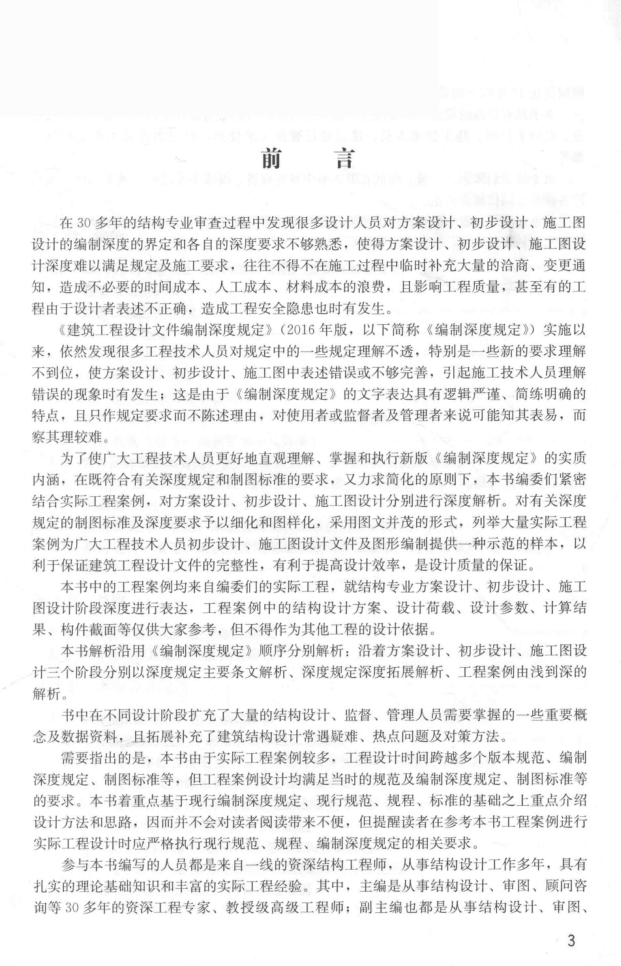 前 言
在 30 多年的结构专业审查过程中发现很多设计人员对方案设计、初步设计、施工图
设计的编制深度的界定和各自的深度要求不够熟悉，使得方案设计、初步设计、施工图设
计深度难以满足规定及施工要求，往往不得不在施工过程中临时补充大量的洽商、变更通
知，造成不必要的时间成本、人工成本、材料成本的浪费，且影响工程质量，甚至有的工
程由于设计者表述不正确，造成工程安全隐患也时有发生。
《建筑工程设计文件编制深度规定》（2016 年版，以下简称《编制深度规定》）实施以
来，依然发现很多工程技术人员对规定中的一些规定理解不透，特别是一些新的要求理解
不到位，使方案设计、初步设计、施工图中表述错误或不够完善，引起施工技术人员理解
错误的现象时有发生；这是由于《编制深度规定》的文字表达具有逻辑严谨、简练明确的
特点，且只作规定要求而不陈述理由，对使用者或监督者及管理者来说可能知其表易，而
察其理较难。
为了使广大工程技术人员更好地直观理解、掌握和执行新版《编制深度规定》的实质
内涵，在既符合有关深度规定和制图标准的要求，又力求简化的原则下，本书编委们紧密
结合实际工程案例，对方案设计、初步设计、施工图设计分别进行深度解析。对有关深度
规定的制图标准及深度要求予以细化和图样化，采用图文并茂的形式，列举大量实际工程
案例为广大工程技术人员初步设计、施工图设计文件及图形编制提供一种示范的样本，以
利于保证建筑工程设计文件的完整性，有利于提高设计效率，是设计质量的保证。
本书中的工程案例均来自编委们的实际工程，就结构专业方案设计、初步设计、施工
图设计阶段深度进行表达，工程案例中的结构设计方案、设计荷载、设计参数、计算结
果、构件截面等仅供大家参考，但不得作为其他工程的设计依据。
本书解析沿用《编制深度规定》顺序分别解析；沿着方案设计、初步设计、施工图设
计三个阶段分别以深度规定主要条文解析、深度规定深度拓展解析、工程案例由浅到深的
解析。
书中在不同设计阶段扩充了大量的结构设计、监督、管理人员需要掌握的一些重要概
念及数据资料，且拓展补充了建筑结构设计常遇疑难、热点问题及对策方法。
需要指出的是，本书由于实际工程案例较多，工程设计时间跨越多个版本规范、编制
深度规定、制图标准等，但工程案例设计均满足当时的规范及编制深度规定、制图标准等
的要求。本书着重点基于现行编制深度规定、现行规范、规程、标准的基础之上重点介绍
设计方法和思路，因而并不会对读者阅读带来不便，但提醒读者在参考本书工程案例进行
实际工程设计时应严格执行现行规范、规程、编制深度规定的相关要求。
参与本书编写的人员都是来自一线的资深结构工程师，从事结构设计工作多年，具有
扎实的理论基础知识和丰富的实际工程经验。其中，主编是从事结构设计、审图、顾问咨
询等 30 多年的资深工程专家、教授级高级工程师；副主编也都是从事结构设计、审图、
3